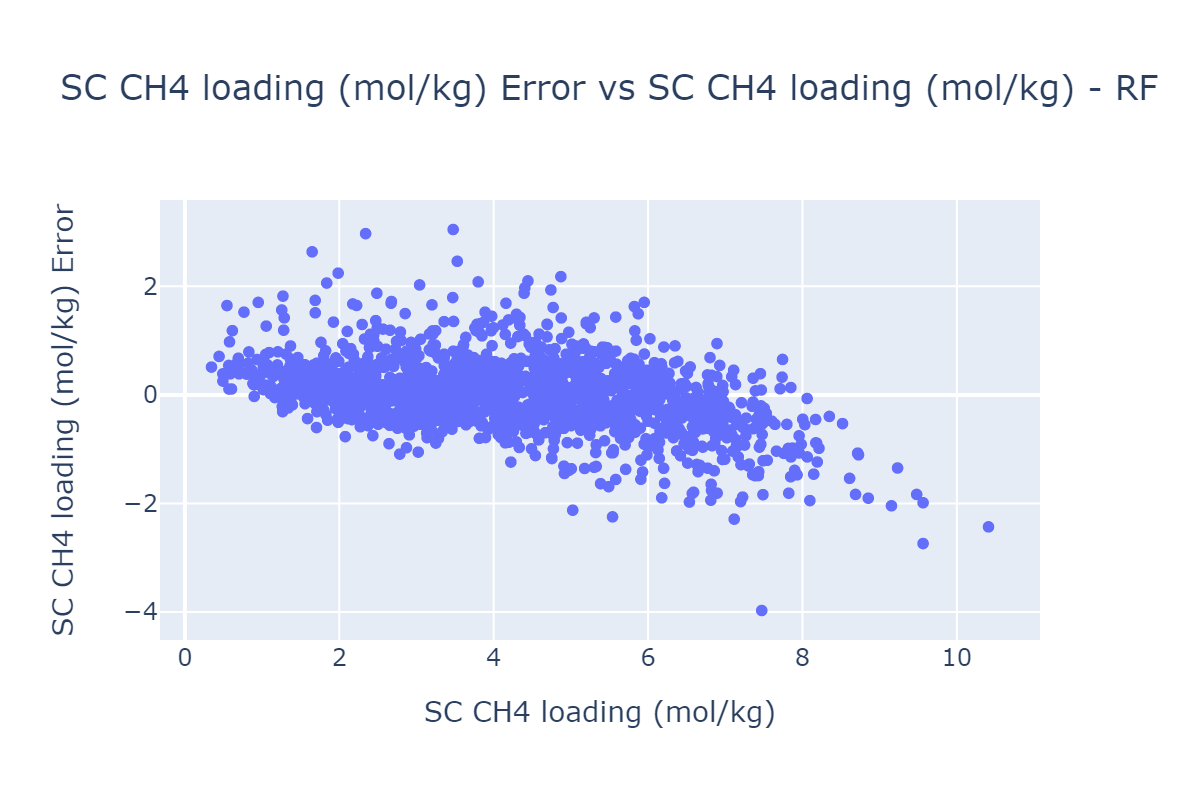 SC CH4 loading (mol/kg) Error vs SC CH4 loading (mol/kg) - RF
SC CH4 loading (mol/kg) Error
2
0
−2
−4
0 2 4 6 8 10
SC CH4 loading (mol/kg)